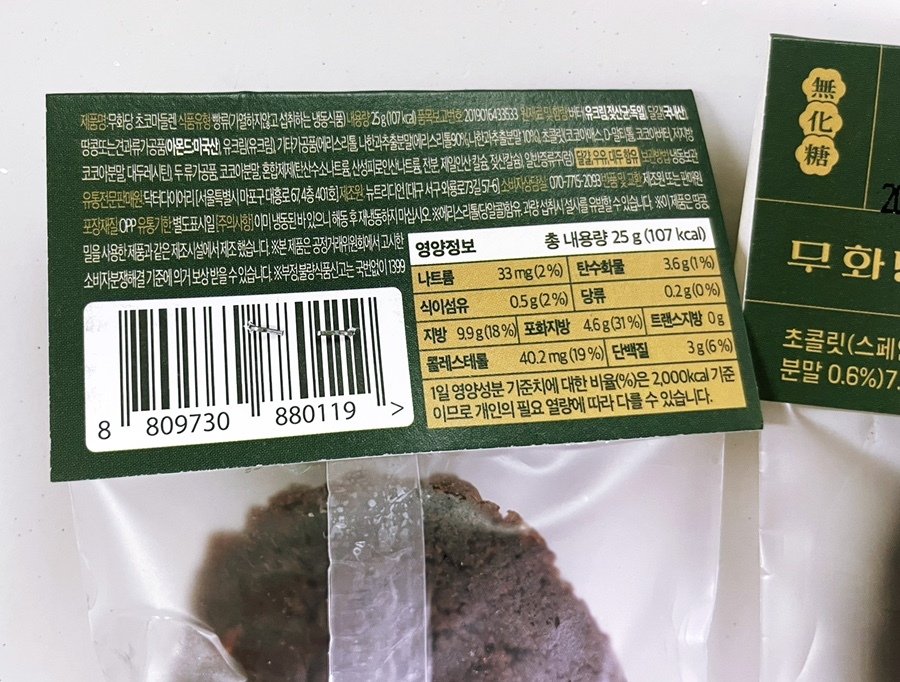 제품명·무화당 초코마들렌 식품유형 빵류(가열하지않고 섭취하는 냉동식품) 내용량 25g(107 kcal) 품목보고번호 2019016433533 원재료및함량 버터(유크림,젖산균:독일), 달걀(국내산),
땅콩또는견과류가공품(아몬드:미국산), 유크림(유크림), 기타가공품(에리스리톨, 나한과추출분말(에리스리톨90%, 나한과추출분말 10%)), 초콜릿(코코아매스, D-말티톨, 코코아버터, 저지방
코코아분말, 대두레시틴), 두류가공품, 코코아분말, 혼합제제(탄산수소나트륨, 산성피로인산나트륨, 전분, 제일인산칼슘, 젖산칼슘), 알반중륨주(럼) 달걀, 우유, 대두 함유 보관방법 냉동보관
유통전문판매원 닥터다이어리 [서울특별시 마포구 대흥로 67, 4층 401호] 제조원 뉴트리디언 [대구 서구 와룡로73길 57-6] 소비자상담실 070-7715-2093 반품 및 교환 제조원 또는 판매원
포장재질 OPP 유통기한 별도표시일 [주의사항] 이미 냉동된 바 있으니 해동 후 재냉동하지 마십시오. ※에리스리톨(당알콜)함유. 과량 섭취시 설사를 유발할 수 있습니다. ※이 제품은 땅콩,
밀을 사용한 제품과 같은 제조시설에서 제조 했습니다. ※본 제품은 공정거래위원회에서 고시한
소비자분쟁해결 기준에 의거 보상 받을 수 있습니다. ※부정,불량식품신고는 국번없이 1399
영양정보 총 내용량 25 g (107 kcal)
나트륨 33 mg (2%) 탄수화물 3.6 g (1%)
식이섬유 0.5 g (2%) 당류 0.2 g (0 %)
지방 9.9 g (18 %) 포화지방 4.6 g (31 %) 트랜스지방 0 g
콜레스테롤 40.2 mg (19 %) 단백질 3 g (6 %)
1일 영양성분 기준치에 대한 비율(%)은 2,000kcal 기준
이므로 개인의 필요 열량에 따라 다를 수 있습니다.
8 809730 880119 >
無
化
糖
20
무화
초콜릿(스페
분말 0.6%)7.